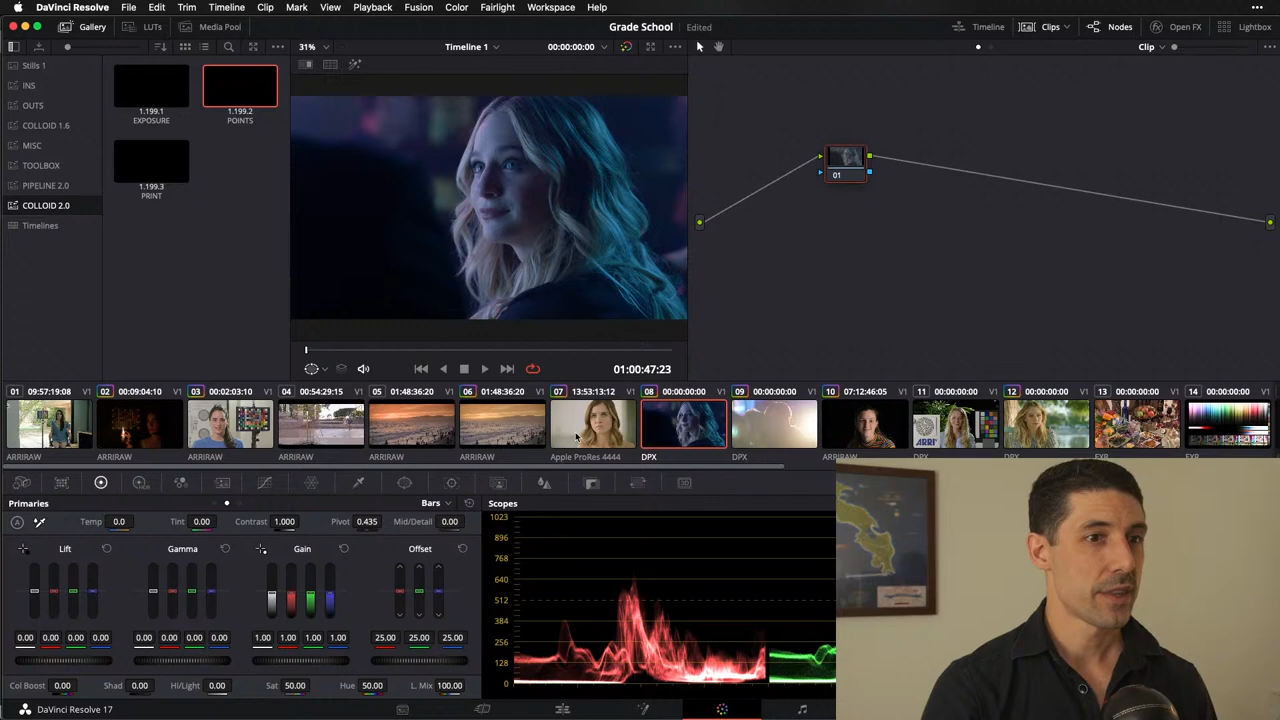 DaVinci Resolve File Edit Trim Timeline Clip Mark View Playback Fusion Color Fairlight Workspace Help
Gallery LUTs Media Pool Grade School Edited Timeline Clips Nodes Open FX Lightbox
31% Timeline 1 00:00:00:00 Clip
Stills 1
INS
OUTS
COLLOID 1.6
MISC
TOOLBOX
PIPELINE 2.0
COLLOID 2.0
Timelines
1.199.1
EXPOSURE
1.199.2
POINTS
1.199.3
PRINT
01
01:00:47:23
01 09:57:19:08 V1 02 00:09:04:10 V1 03 00:02:03:10 V1 04 00:54:29:15 V1 05 01:48:36:20 V1 06 01:48:36:20 V1 07 13:53:13:12 V1 08 00:00:00:00 V1 09 00:00:00:00 V1 10 07:12:46:05 V1 11 00:00:00:00 V1 12 00:00:00:00 V1 13 00:00:00:00 V1 14 00:00:00:00 V1
ARRI
ARRIRAW ARRIRAW ARRIRAW ARRIRAW ARRIRAW ARRIRAW Apple ProRes 4444 DPX DPX ARRIRAW ARRIRAW ARRIRAW EXR EXR
Primaries Bars Scopes
Temp 0.0 Tint 0.00 Contrast 1.000 Pivot 0.435 Mid/Detail 0.00
Lift Gamma Gain Offset
0.00 0.00 0.00 0.00 0.00 0.00 0.00 0.00 1.00 1.00 1.00 1.00 25.00 25.00 25.00
Col Boost 0.00 Shad 0.00 Hi/Light 0.00 Sat 50.00 Hue 50.00 L. Mix 100.00
1023
896
768
640
512
384
256
128
0
DaVinci Resolve 17